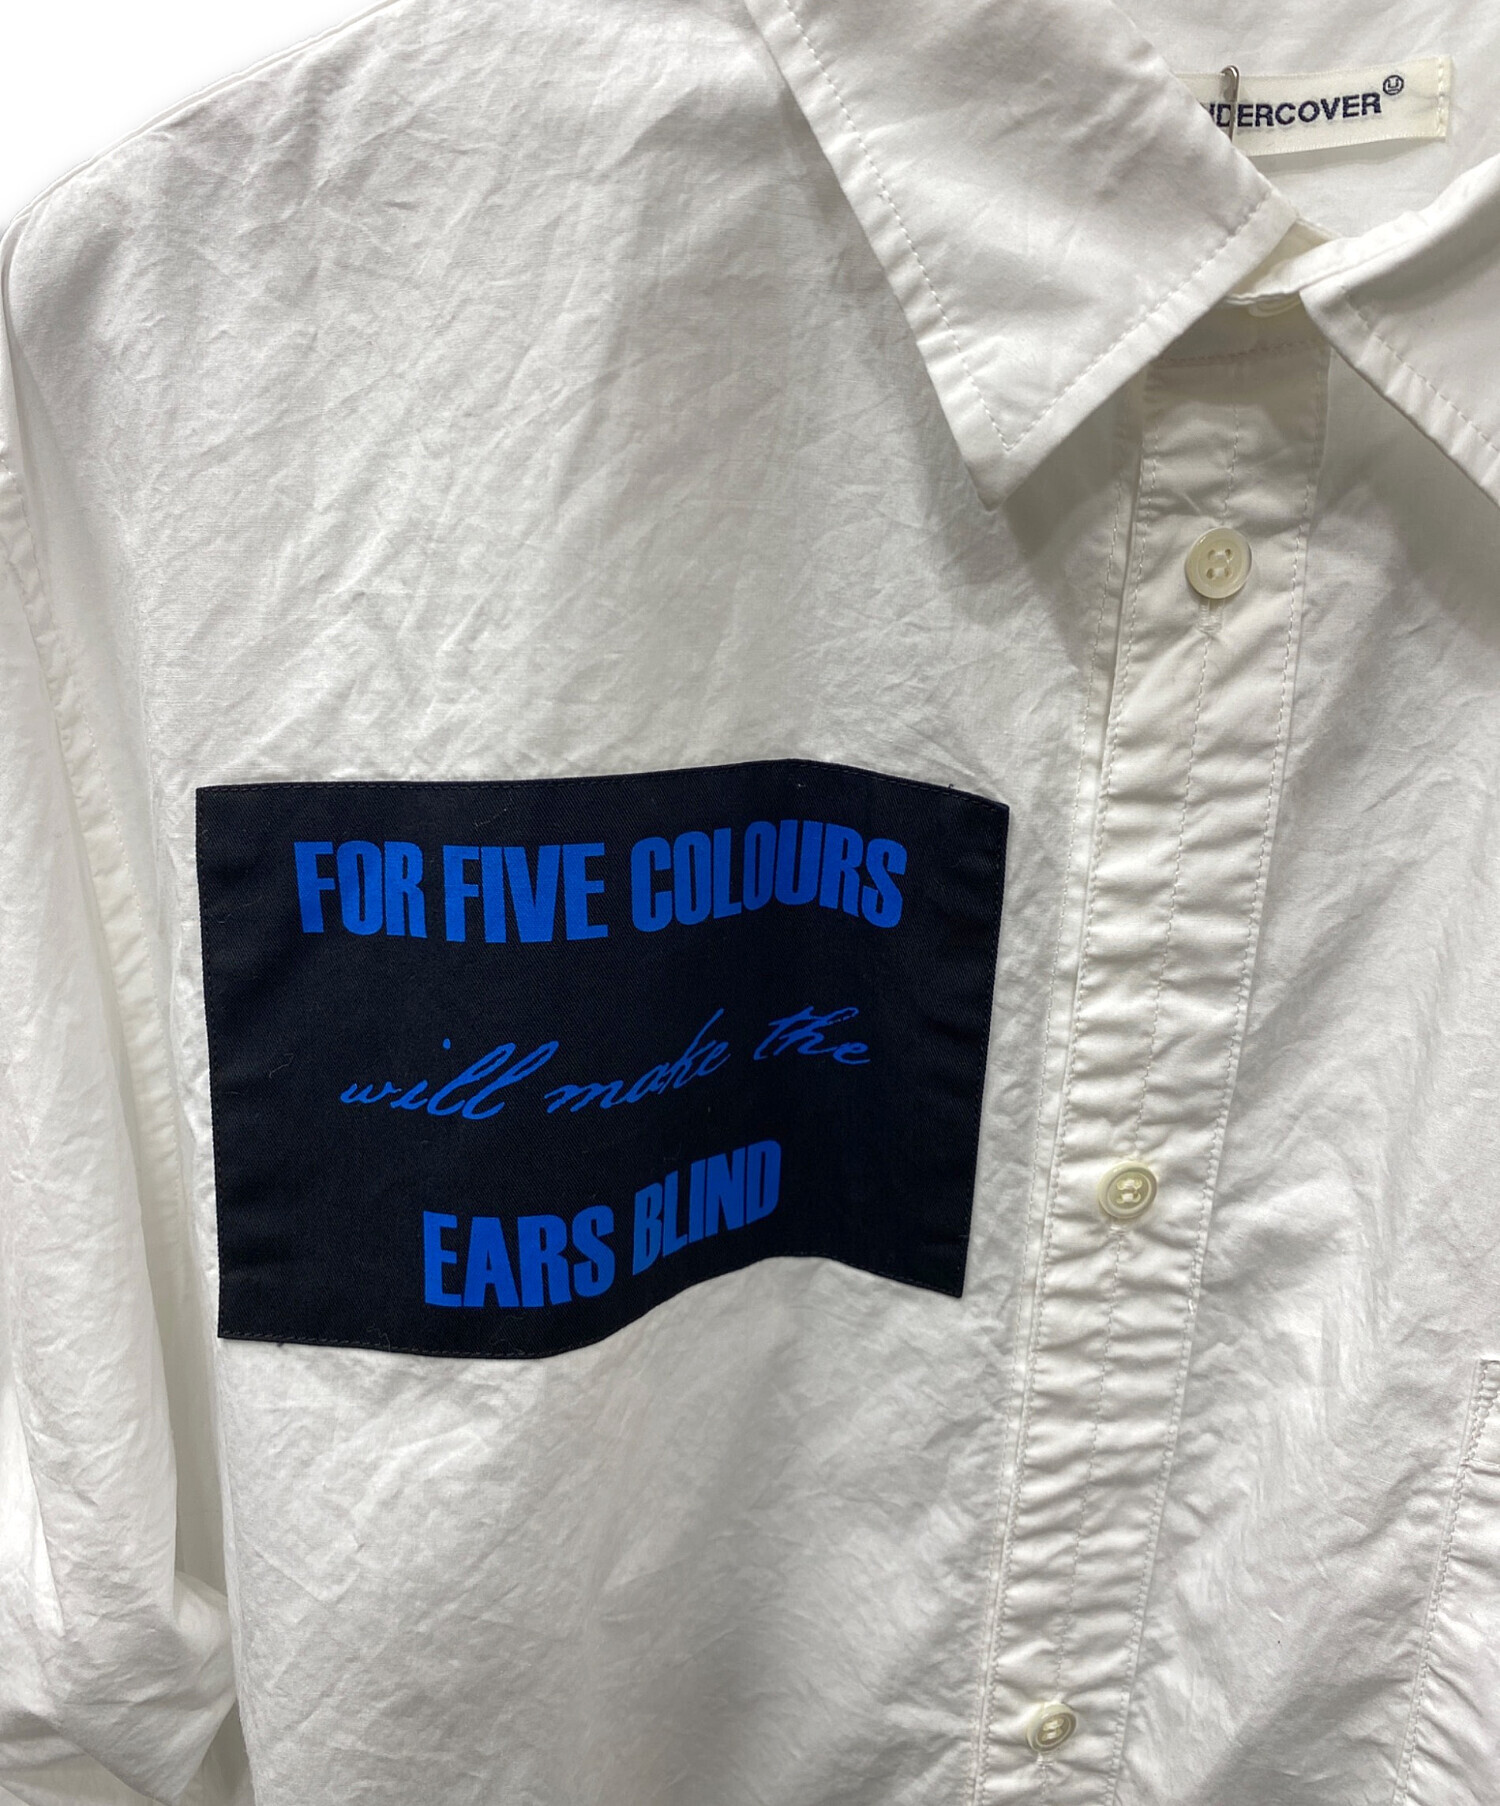 UNDERCOVER
FOR FIVE COLOURS
will make the
EARS BLIND